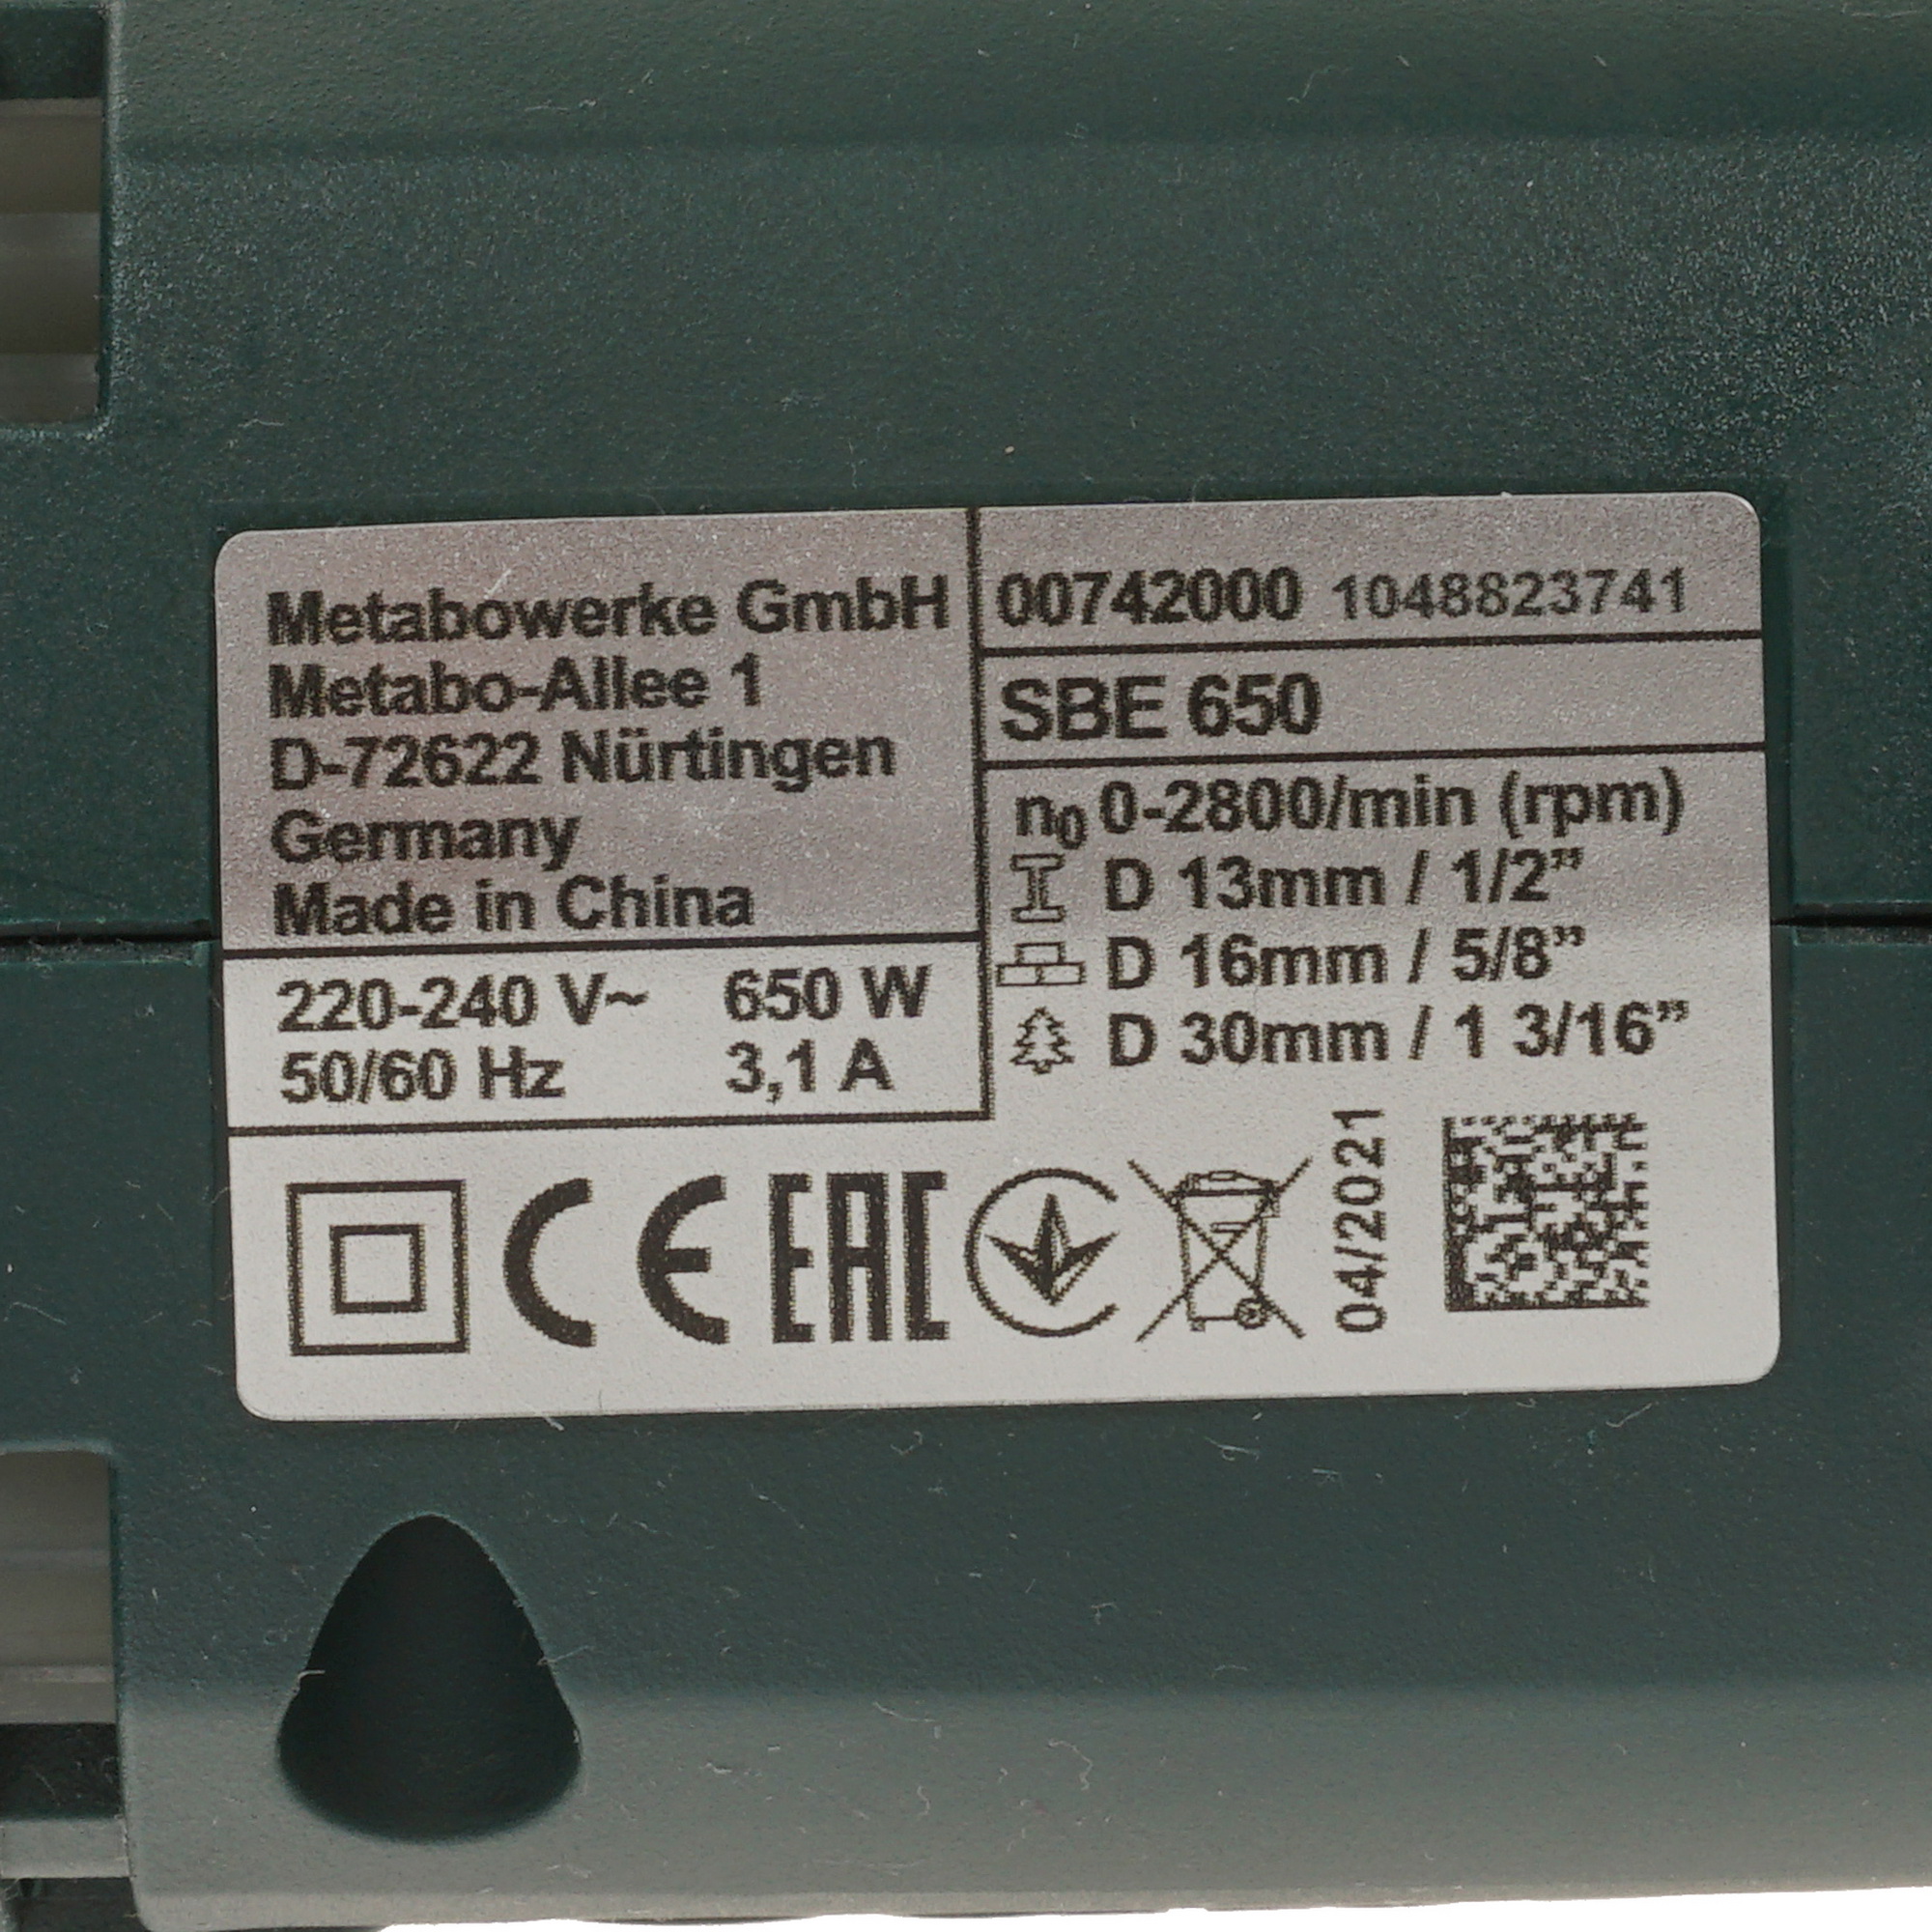 Metabowerke GmbH
Metabo-Allee 1
D-72622 Nürtingen
Germany
Made in China
220-240 V~ 650 W
50/60 Hz 3,1 A
00742000 1048823741
SBE 650
n0 0-2800/min (rpm)
D 13mm / 1/2”
D 16mm / 5/8”
D 30mm / 1 3/16”
CE EAC
04/2021